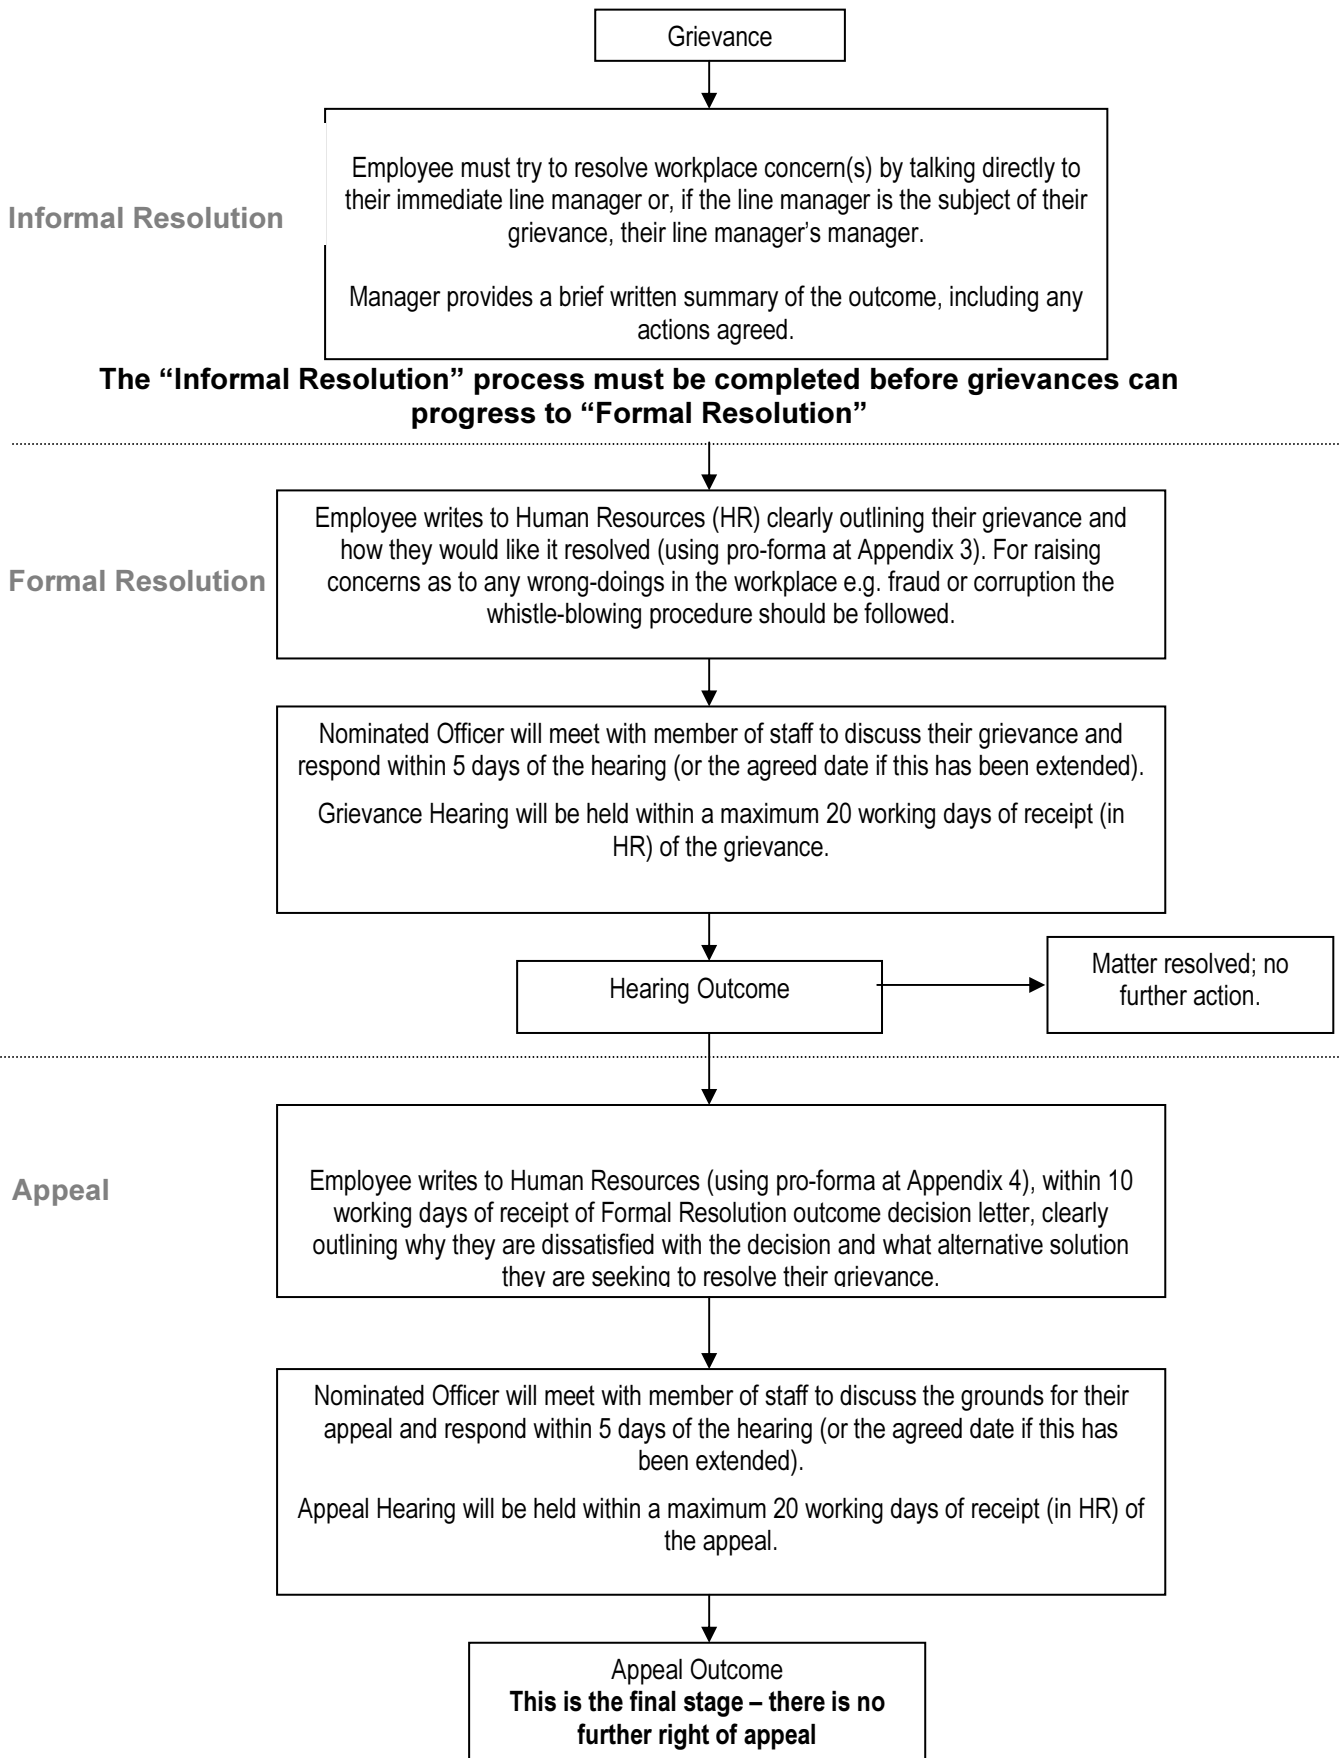 Grievance
Informal Resolution
Employee must try to resolve workplace concern(s) by talking directly to
their immediate line manager or, if the line manager is the subject of their
grievance, their line manager’s manager.
Manager provides a brief written summary of the outcome, including any
actions agreed.
The “Informal Resolution” process must be completed before grievances can
progress to “Formal Resolution”
Formal Resolution
Employee writes to Human Resources (HR) clearly outlining their grievance and
how they would like it resolved (using pro-forma at Appendix 3). For raising
concerns as to any wrong-doings in the workplace e.g. fraud or corruption the
whistle-blowing procedure should be followed.
Nominated Officer will meet with member of staff to discuss their grievance and
respond within 5 days of the hearing (or the agreed date if this has been extended).
Grievance Hearing will be held within a maximum 20 working days of receipt (in
HR) of the grievance.
Hearing Outcome
Matter resolved; no
further action.
Appeal
Employee writes to Human Resources (using pro-forma at Appendix 4), within 10
working days of receipt of Formal Resolution outcome decision letter, clearly
outlining why they are dissatisfied with the decision and what alternative solution
they are seeking to resolve their grievance.
Nominated Officer will meet with member of staff to discuss the grounds for their
appeal and respond within 5 days of the hearing (or the agreed date if this has
been extended).
Appeal Hearing will be held within a maximum 20 working days of receipt (in HR) of
the appeal.
Appeal Outcome
This is the final stage – there is no
further right of appeal